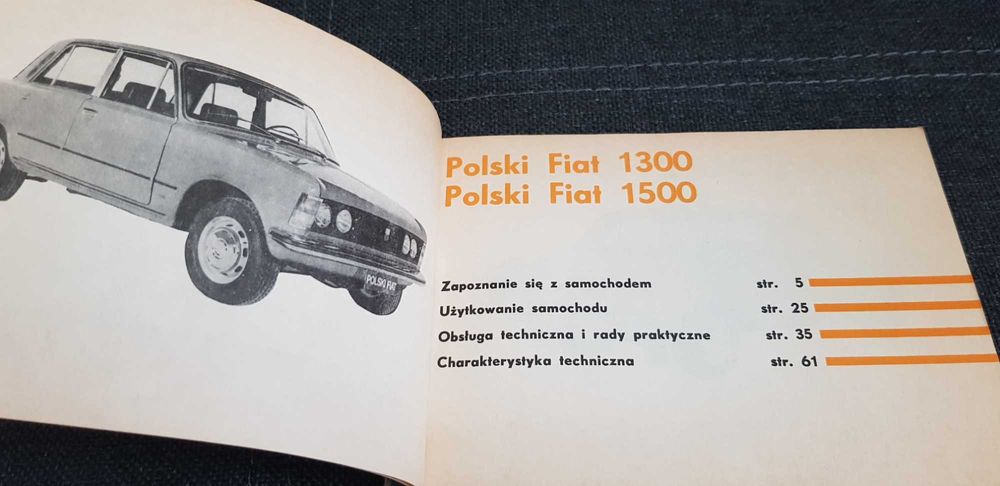 POLSKI FIAT
Polski Fiat 1300
Polski Fiat 1500
Zapoznanie się z samochodem str. 5
Użytkowanie samochodu str. 25
Obsługa techniczna i rady praktyczne str. 35
Charakterystyka techniczna str. 61